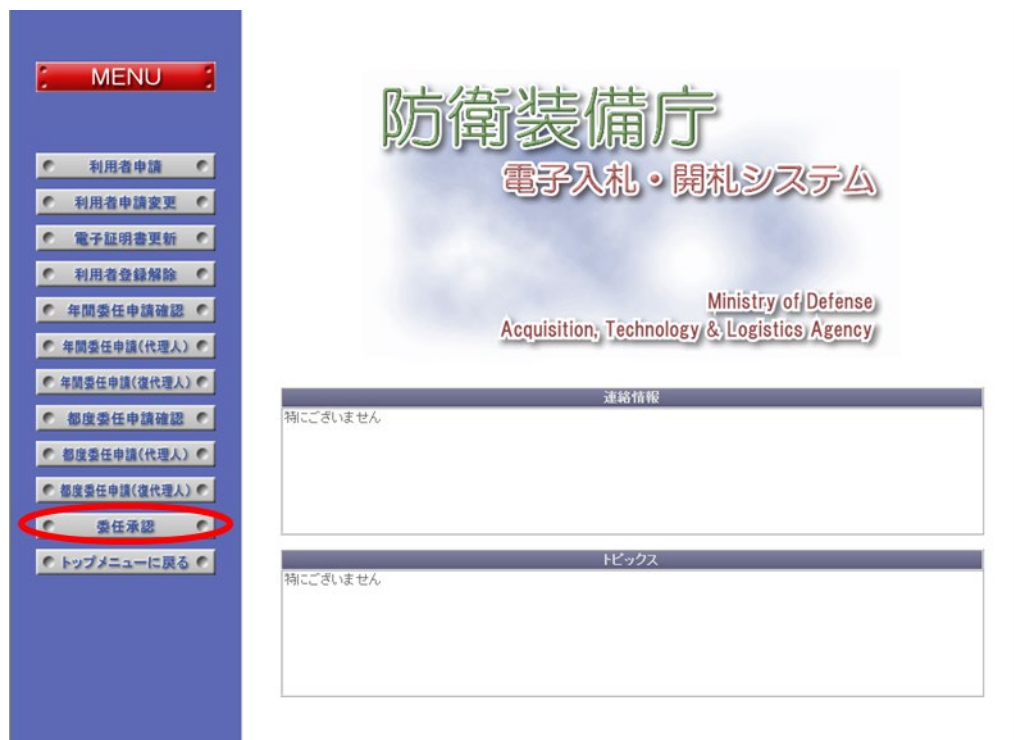 MENU
利用者申請
利用者申請変更
電子証明書更新
利用者登録解除
年間委任申請確認
年間委任申請(代理人)
年間委任申請(復代理人)
都度委任申請確認
都度委任申請(代理人)
都度委任申請(復代理人)
委任承認
トップメニューに戻る
防衛装備庁
電子入札・開札システム
Ministry of Defense
Acquisition, Technology & Logistics Agency
連絡情報
特にございません
トピックス
特にございません